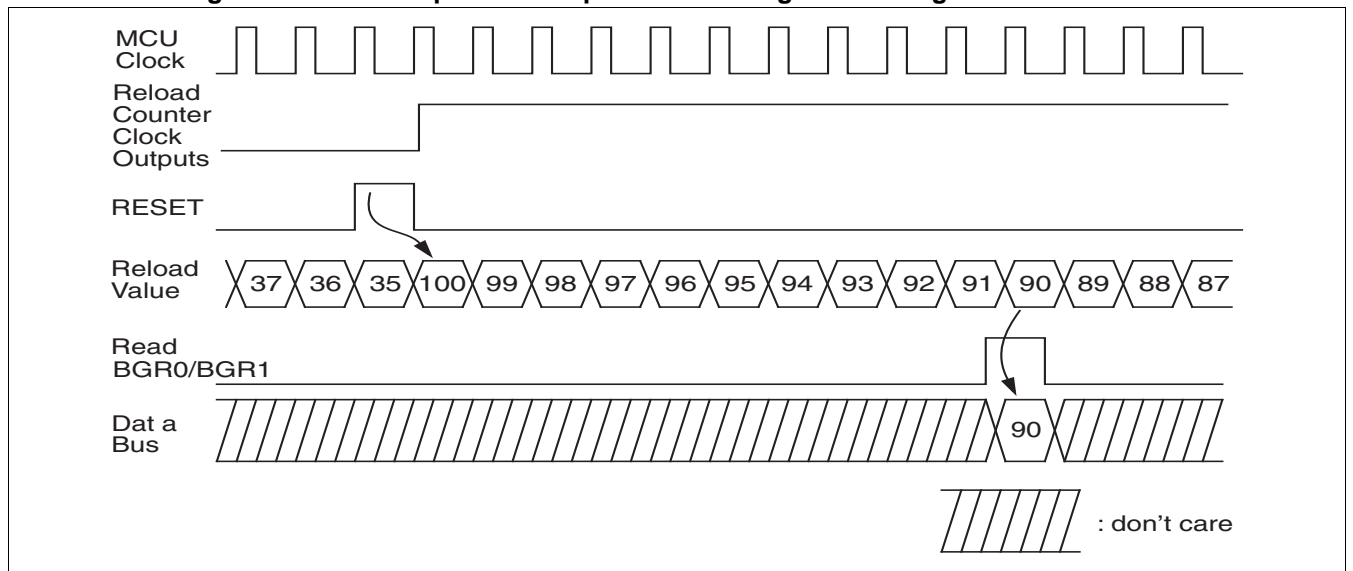 MCU
Clock
Reload
Counter
Clock
Outputs
RESET
Reload
Value
37 36 35 100 99 98 97 96 95 94 93 92 91 90 89 88 87
Read
BGR0/BGR1
Dat a
Bus
90
: don't care